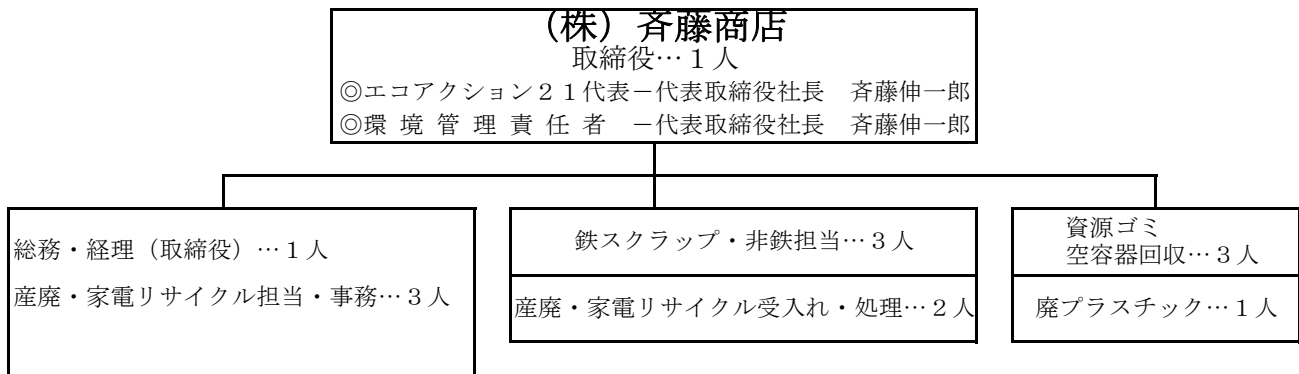 （株）斉藤商店
取締役…１人
◎エコアクション２１代表－代表取締役社長　斉藤伸一郎
◎環 境 管 理 責 任 者　－代表取締役社長　斉藤伸一郎
総務・経理（取締役）…１人
産廃・家電リサイクル担当・事務…３人
鉄スクラップ・非鉄担当…３人
産廃・家電リサイクル受入れ・処理…２人
資源ゴミ
空容器回収…３人
廃プラスチック…１人